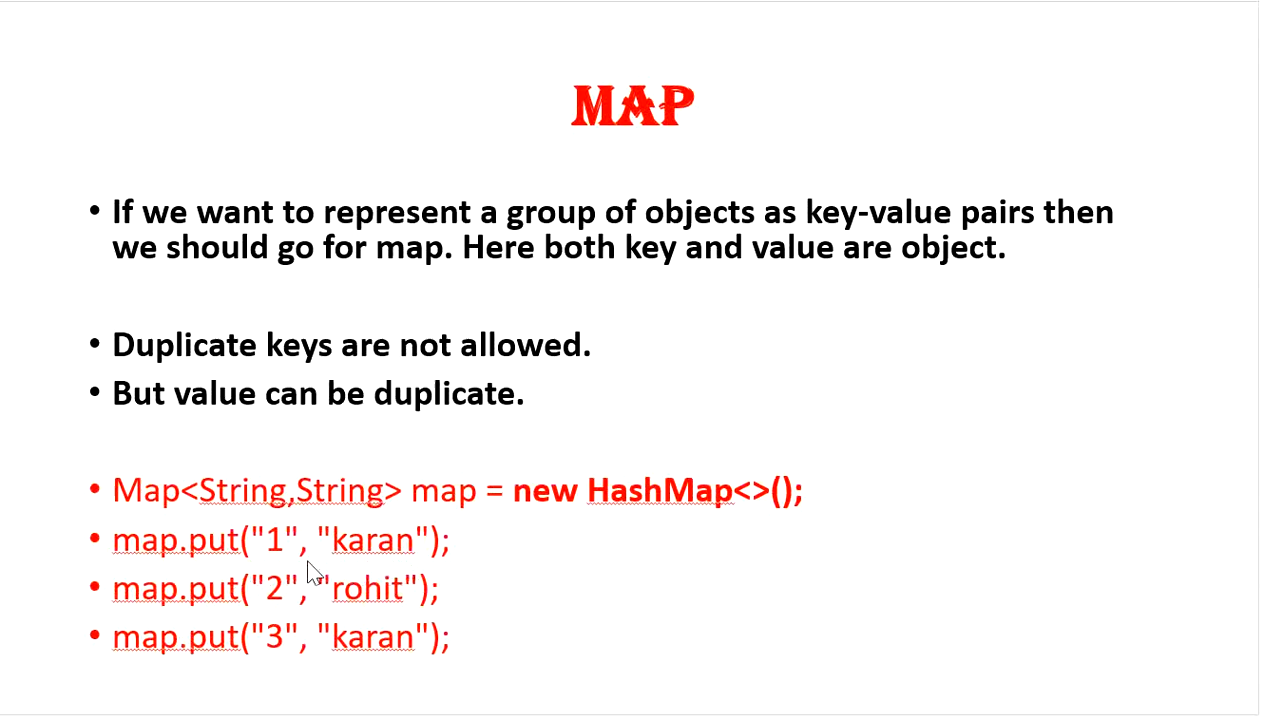 MAP
• If we want to represent a group of objects as key-value pairs then
we should go for map. Here both key and value are object.
• Duplicate keys are not allowed.
• But value can be duplicate.
• Map<String,String> map = new HashMap<>();
• map.put("1", "karan");
• map.put("2", "rohit");
• map.put("3", "karan");